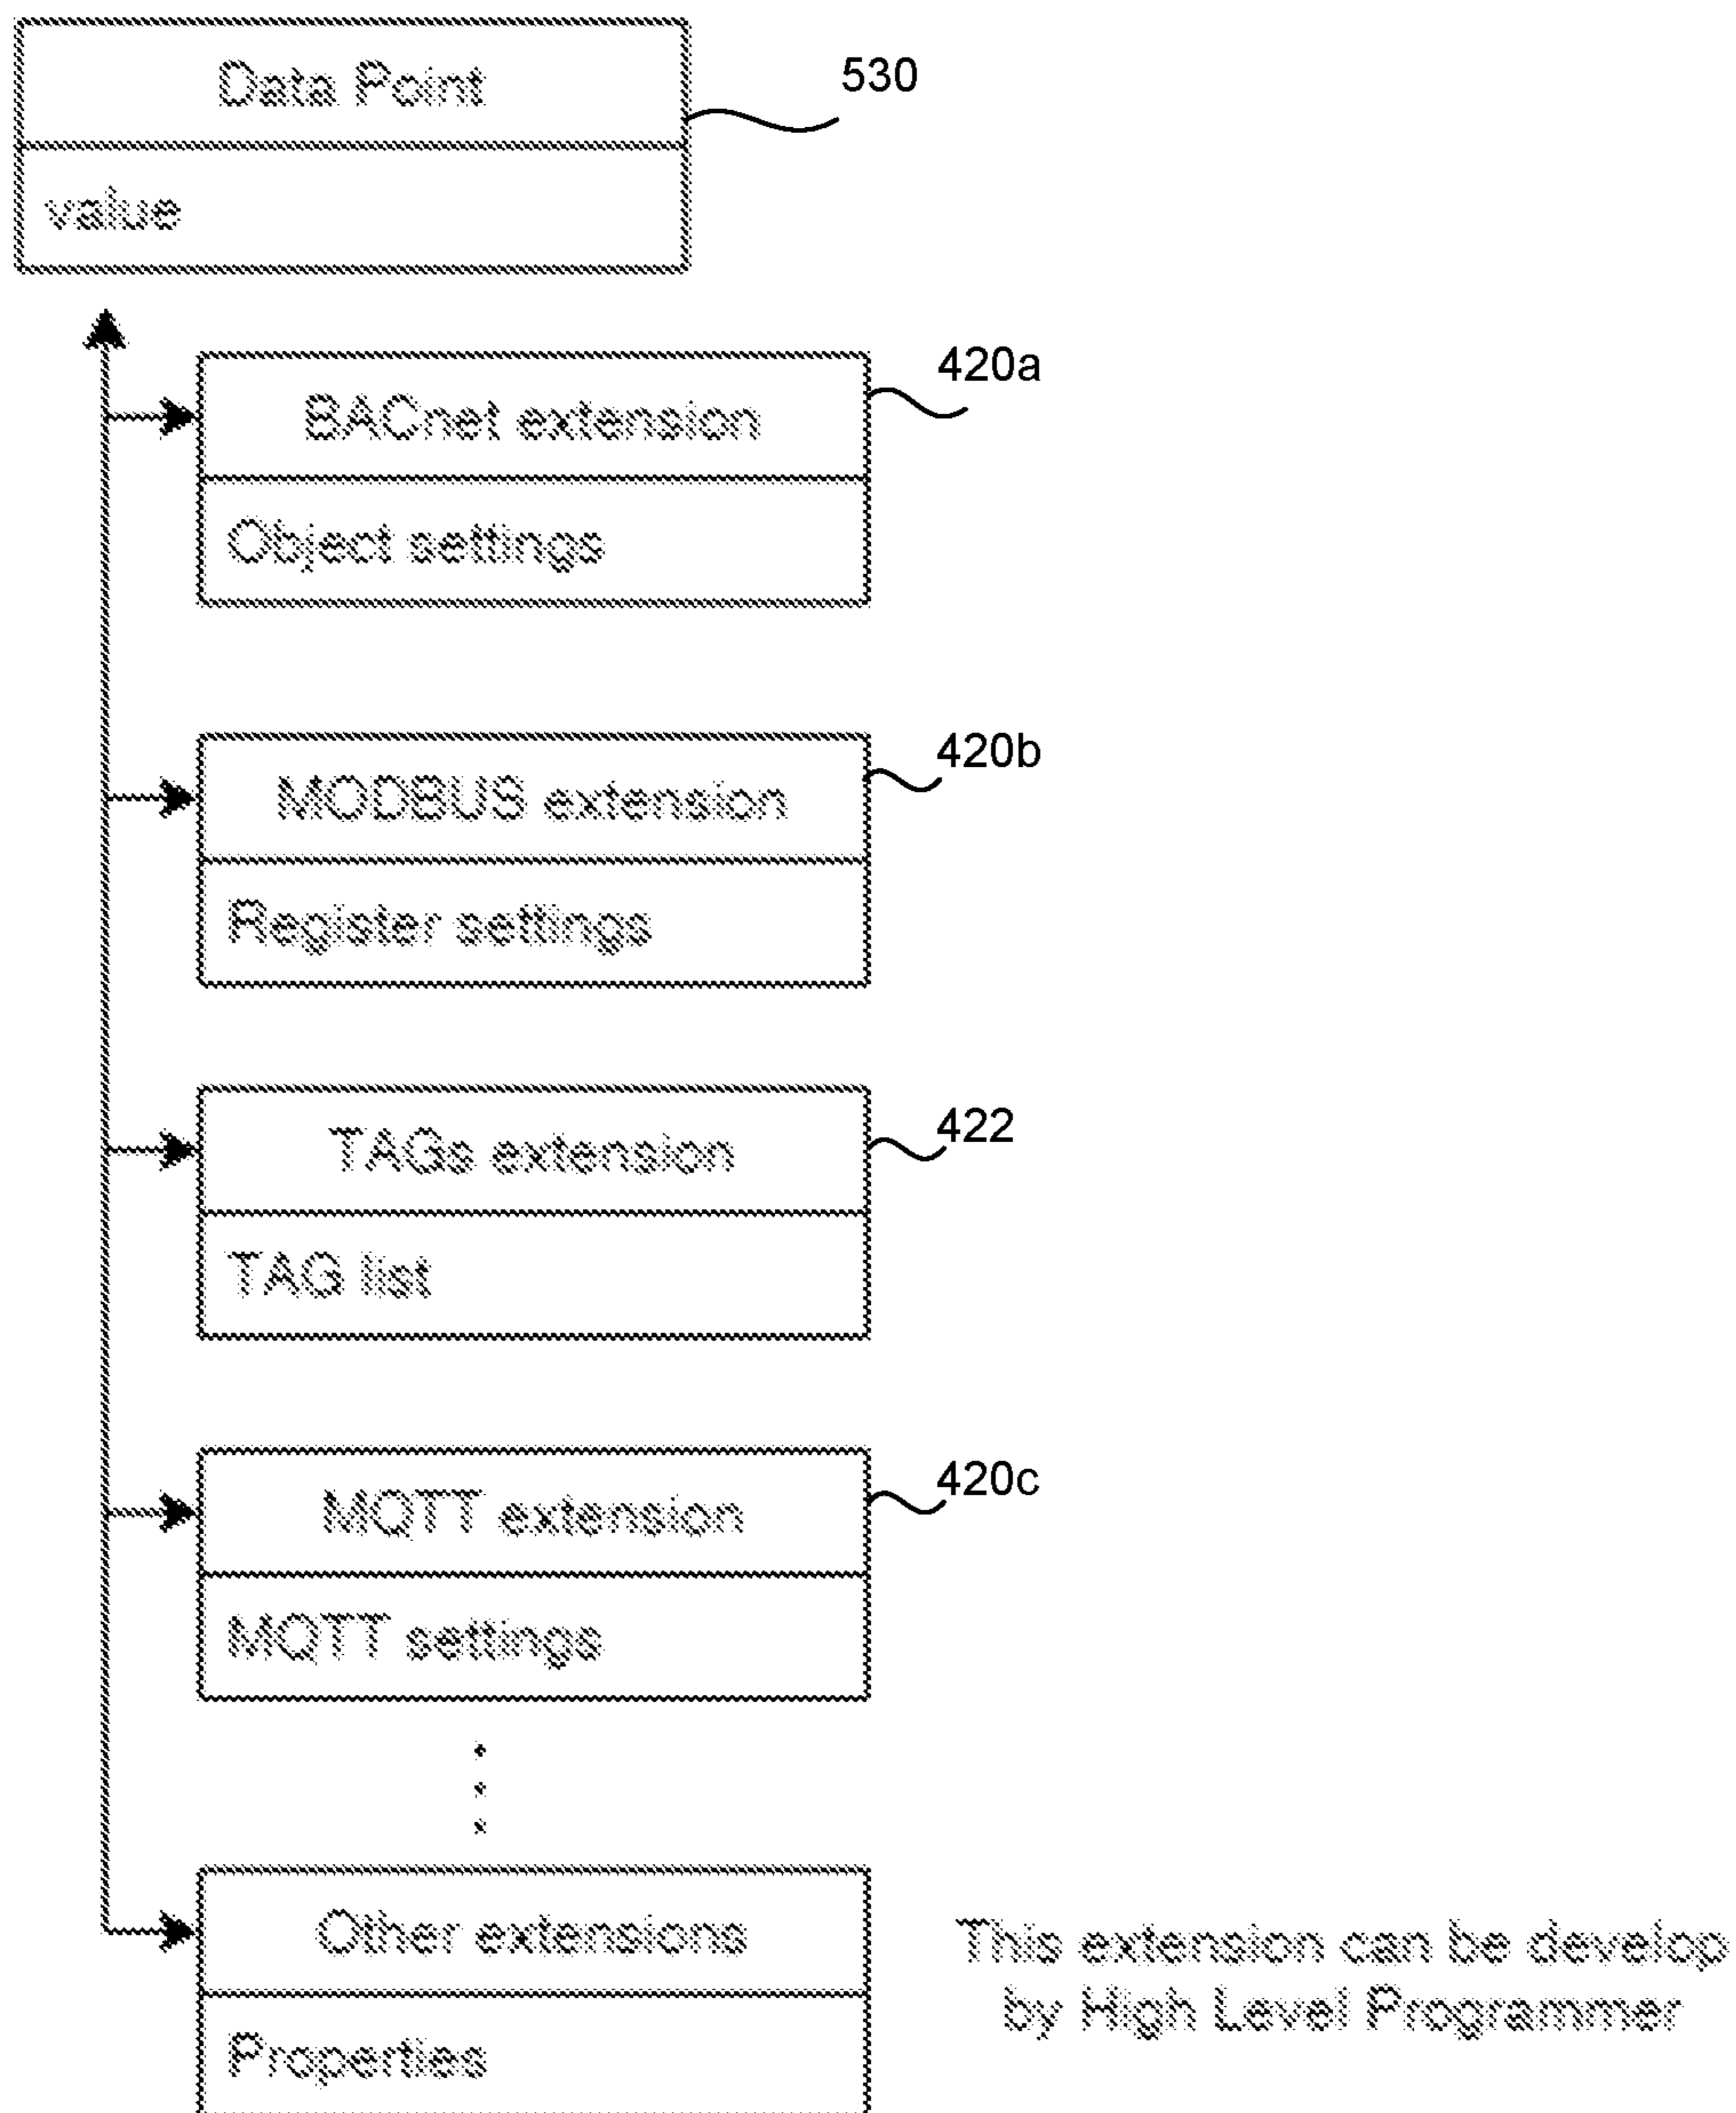 Data Point
530
value
420a
BACnet extension
Object settings
420b
MODBUS extension
Register settings
422
TAGs extension
TAG list
420c
MQTT extension
MQTT settings
Other extensions
This extension can be develop
by High Level Programmer
Properties